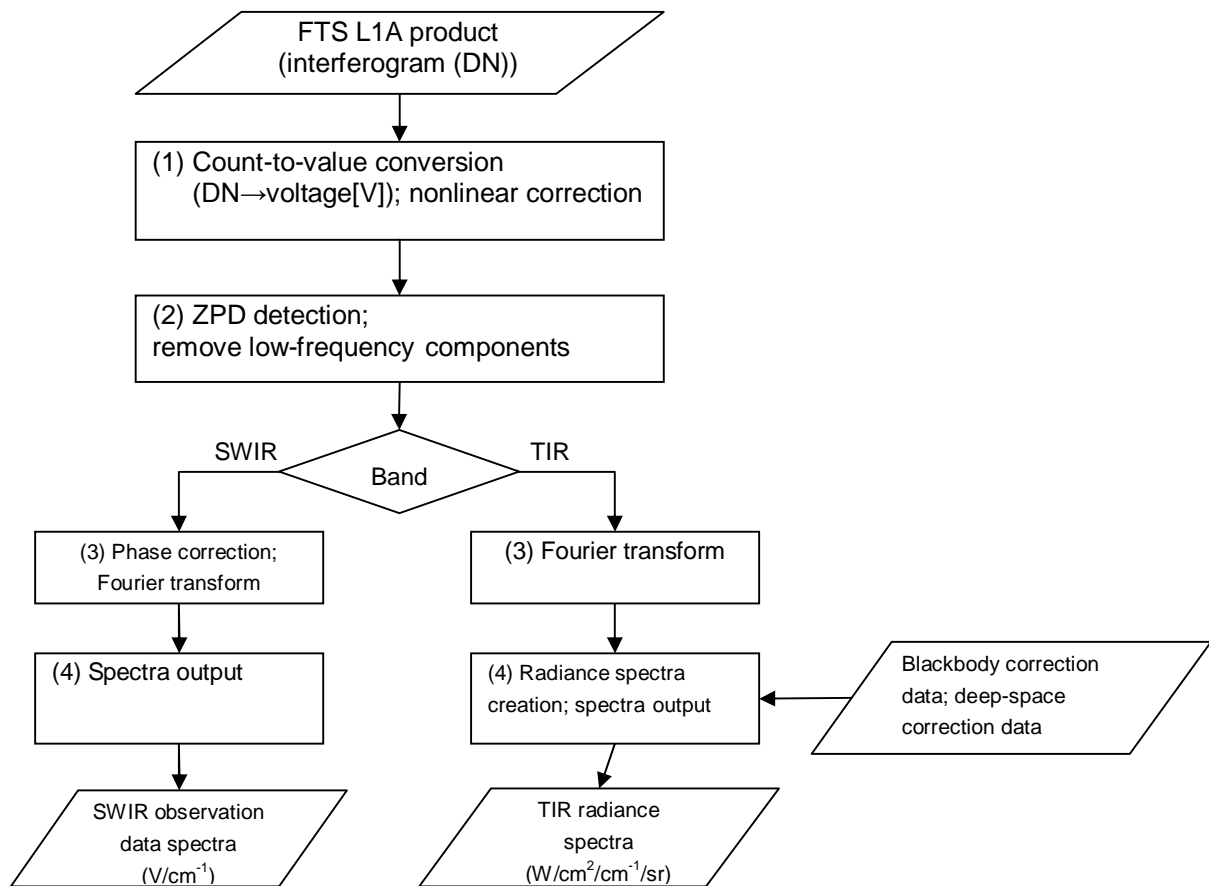 FTS L1A product
(interferogram (DN))
(1) Count-to-value conversion
(DN→voltage[V]); nonlinear correction
(2) ZPD detection;
remove low-frequency components
SWIR
Band
TIR
(3) Phase correction;
Fourier transform
(3) Fourier transform
(4) Spectra output
(4) Radiance spectra
creation; spectra output
Blackbody correction
data; deep-space
correction data
SWIR observation
data spectra
(V/cm⁻¹)
TIR radiance
spectra
(W/cm²/cm⁻¹/sr)